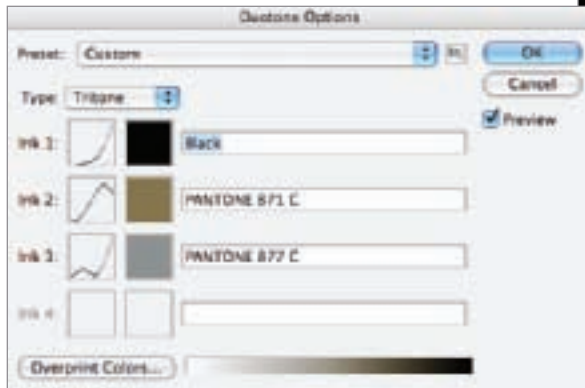 Duotone Options
Preset: Custom
OK
Cancel
Type: Tritone
Preview
Ink 1: Black
Ink 2: PANTONE 871 C
Ink 3: PANTONE 877 C
Ink 4:
Overprint Colors...